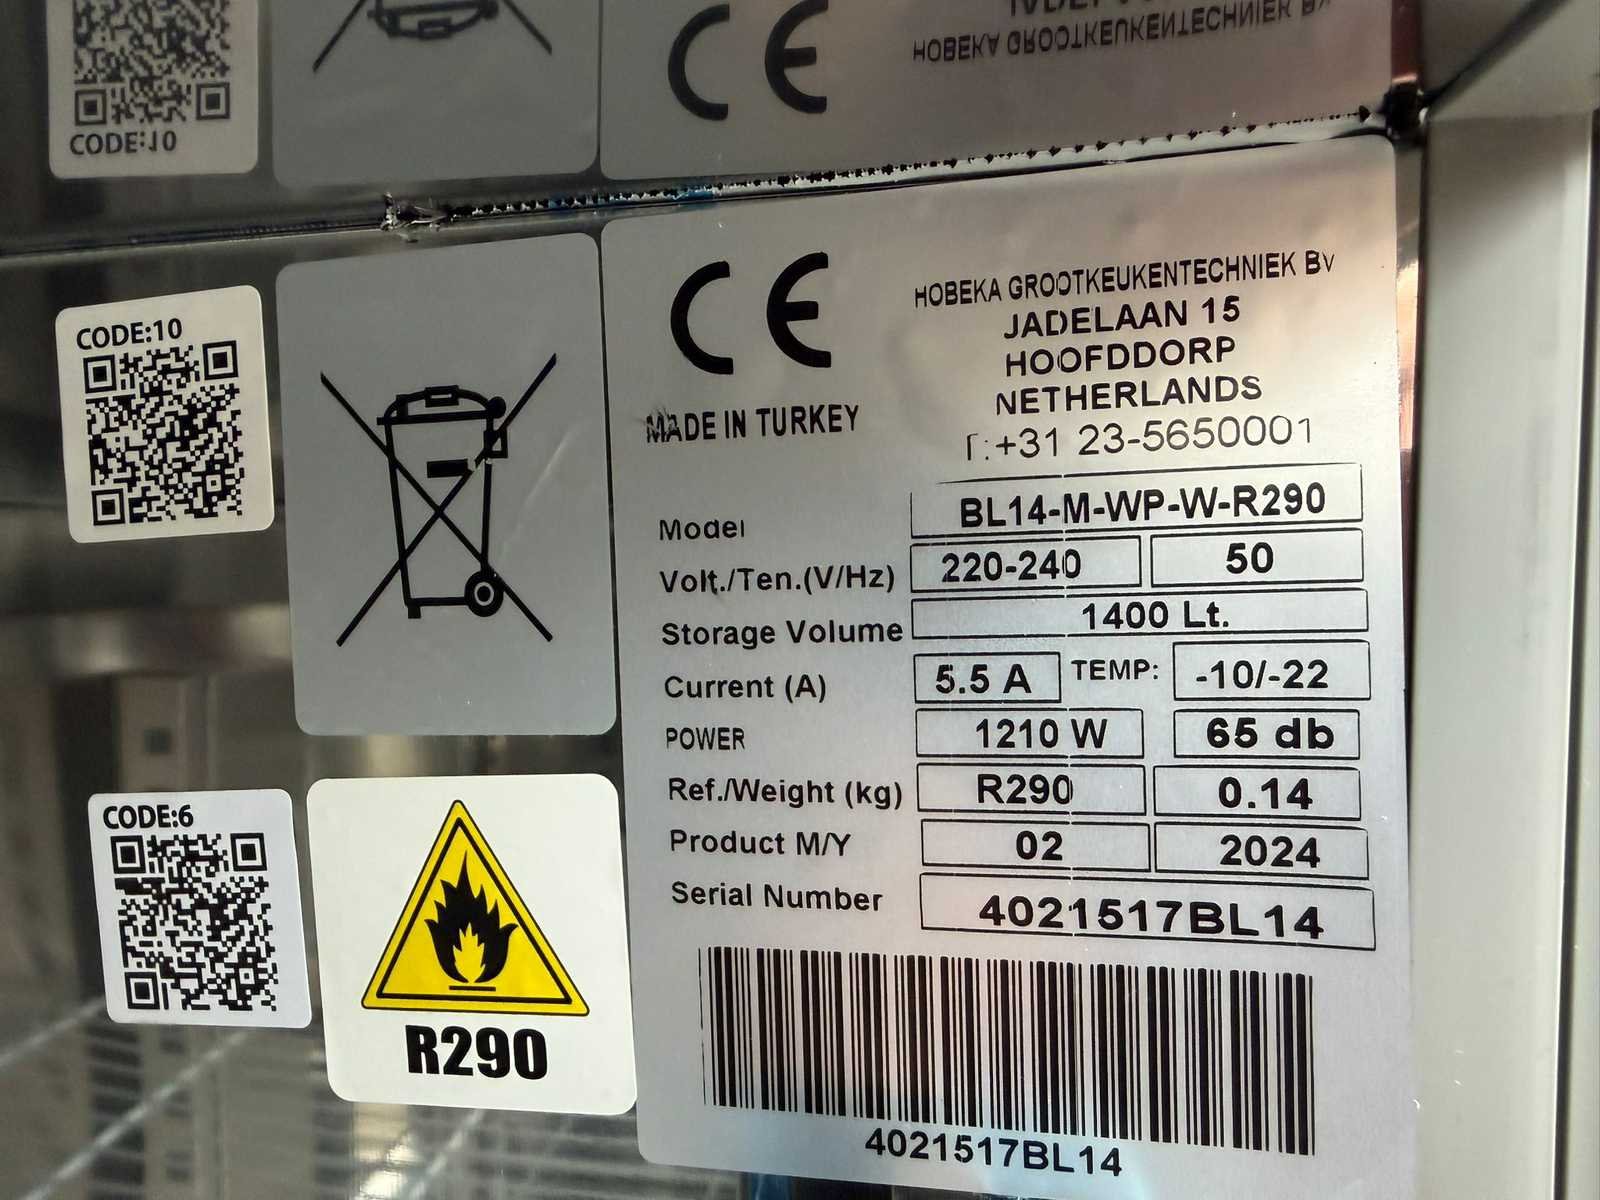 CODE:10
CE
HOBEKA GROOTKEUKENTECHNIEK BV
CODE:10
CE
HOBEKA GROOTKEUKENTECHNIEK BV
JADELAAN 15
HOOFDDORP
NETHERLANDS
T:+31 23-5650001
MADE IN TURKEY
Model BL14-M-WP-W-R290
Volt./Ten.(V/Hz) 220-240 50
Storage Volume 1400 Lt.
Current (A) 5.5 A TEMP: -10/-22
POWER 1210 W 65 db
Ref./Weight (kg) R290 0.14
Product M/Y 02 2024
Serial Number 4021517BL14
4021517BL14
CODE:6
R290